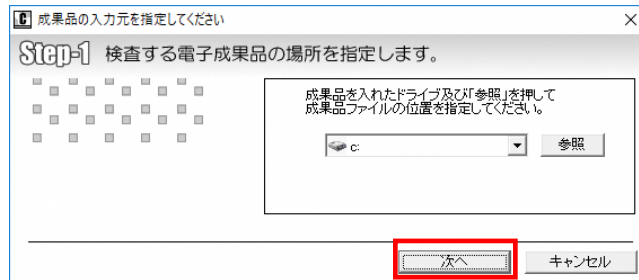 成果品の入力元を指定してください
Step-1 検査する電子成果品の場所を指定します。
成果品を入れたドライブ及び「参照」を押して
成果品ファイルの位置を指定してください。
c:
参照
次へ
キャンセル